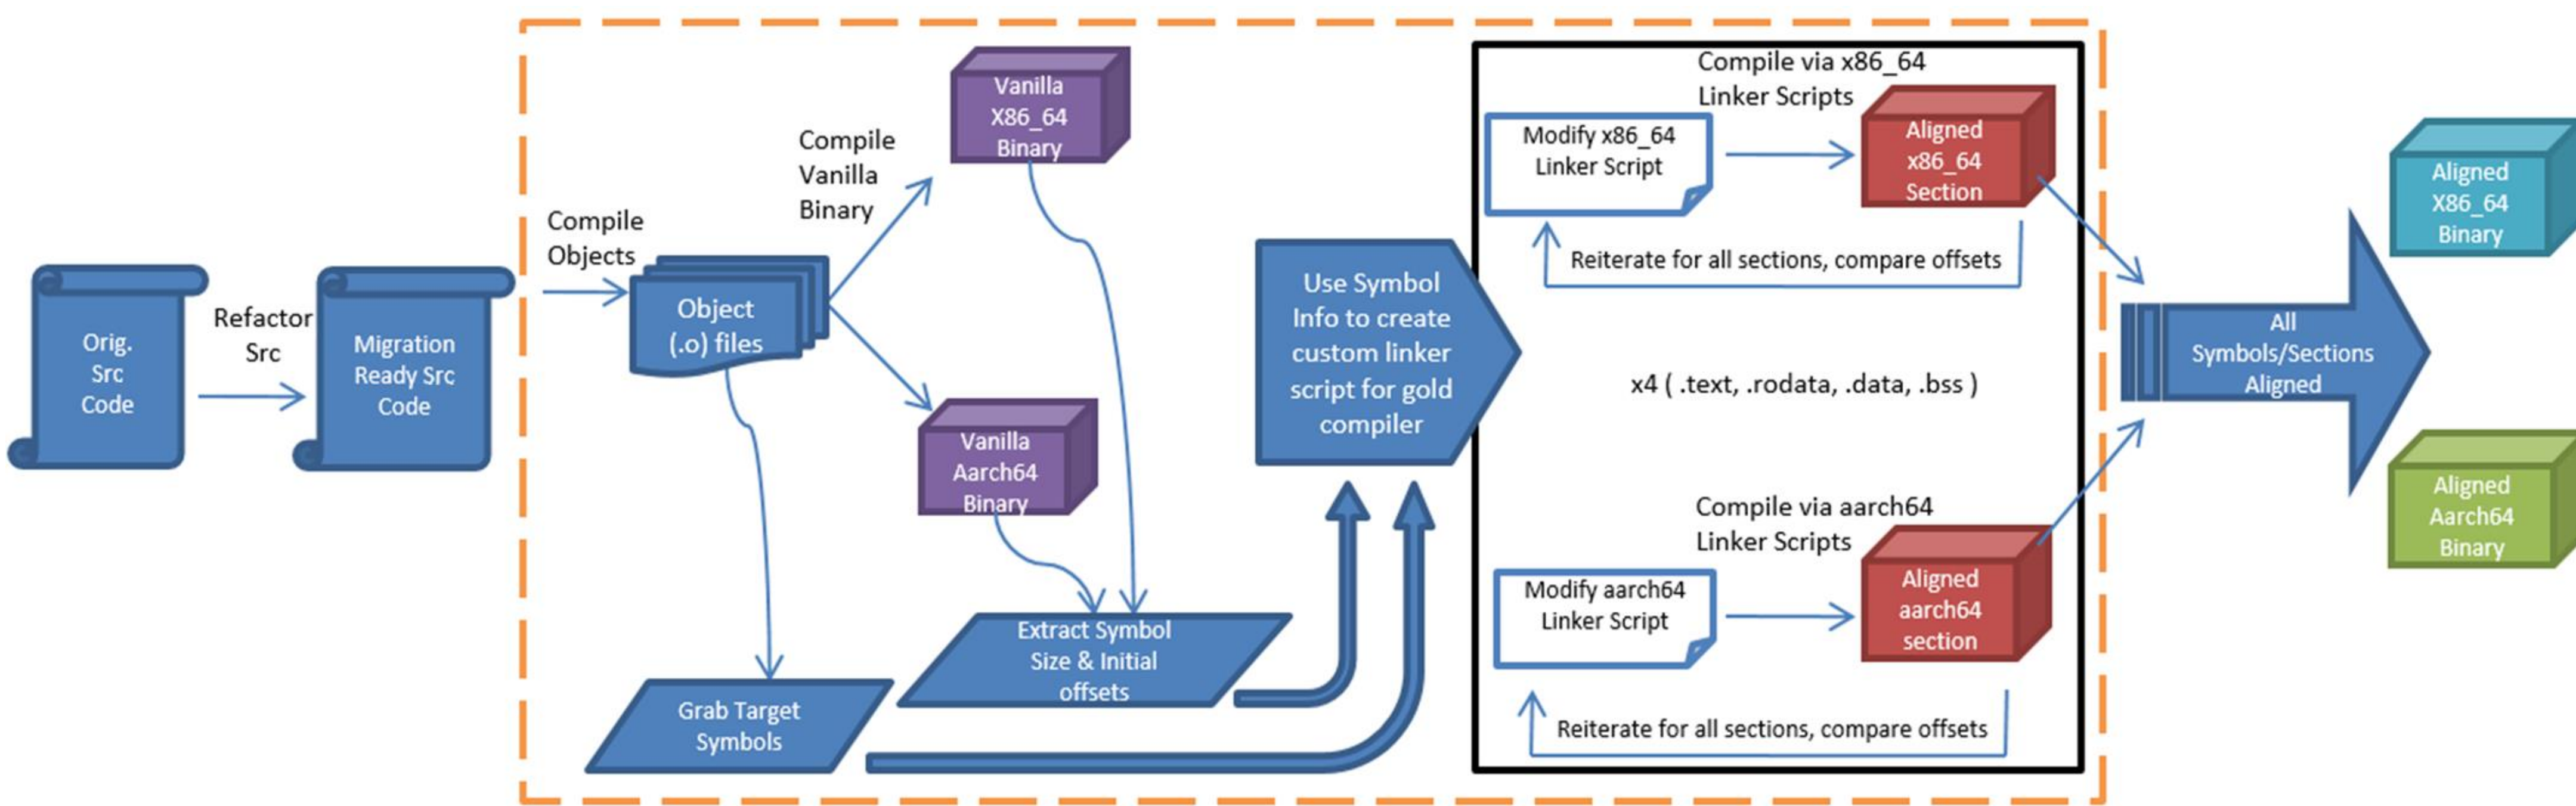 Orig.
Src
Code
Refactor
Src
Migration
Ready Src
Code
Compile
Objects
Object
(.o) files
Compile
Vanilla
Binary
Vanilla
X86_64
Binary
Vanilla
Aarch64
Binary
Grab Target
Symbols
Extract Symbol
Size & Initial
offsets
Use Symbol
Info to create
custom linker
script for gold
compiler
Compile via x86_64
Linker Scripts
Modify x86_64
Linker Script
Aligned
x86_64
Section
Reiterate for all sections, compare offsets
x4 ( .text, .rodata, .data, .bss )
Compile via aarch64
Linker Scripts
Modify aarch64
Linker Script
Aligned
aarch64
section
Reiterate for all sections, compare offsets
All
Symbols/Sections
Aligned
Aligned
X86_64
Binary
Aligned
Aarch64
Binary